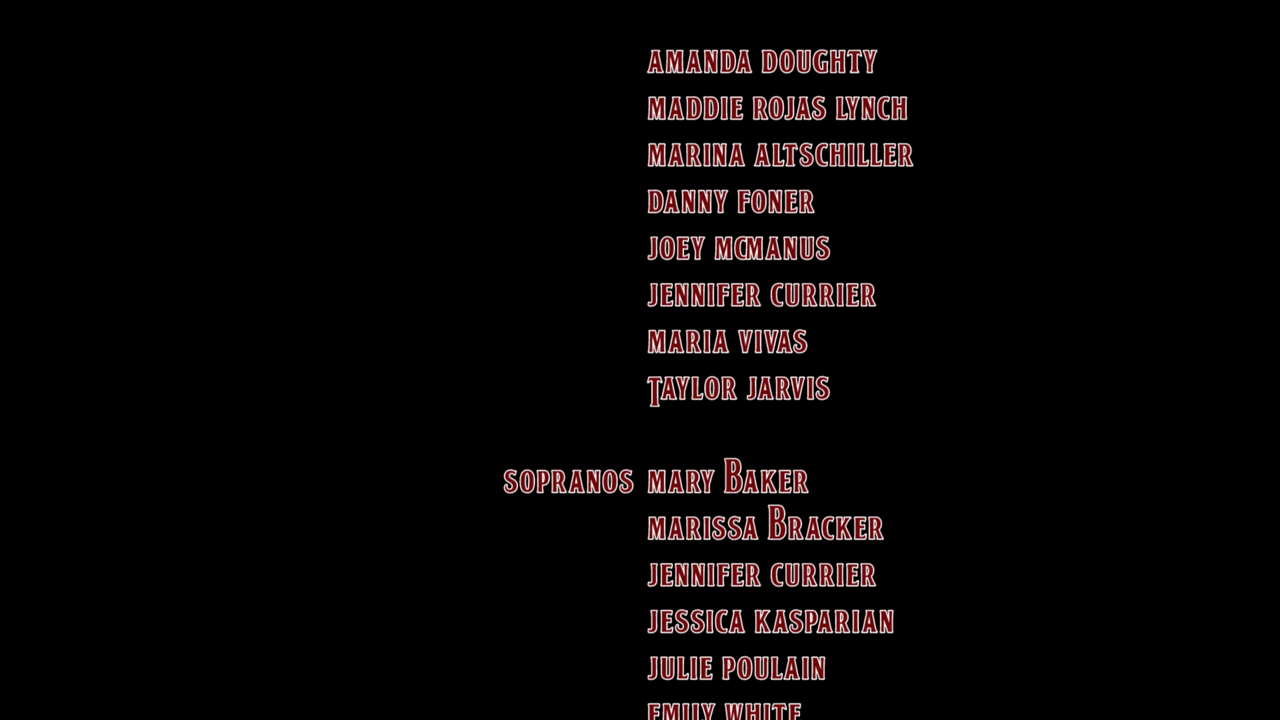 AMANDA DOUGHTY
MADDIE ROJAS LYNCH
MARINA ALTSCHILLER
DANNY FONER
JOEY MCMANUS
JENNIFER CURRIER
MARIA VIVAS
TAYLOR JARVIS
SOPRANOS MARY BAKER
MARISSA BRACKER
JENNIFER CURRIER
JESSICA KASPARIAN
JULIE POULAIN
EMILY WHITE